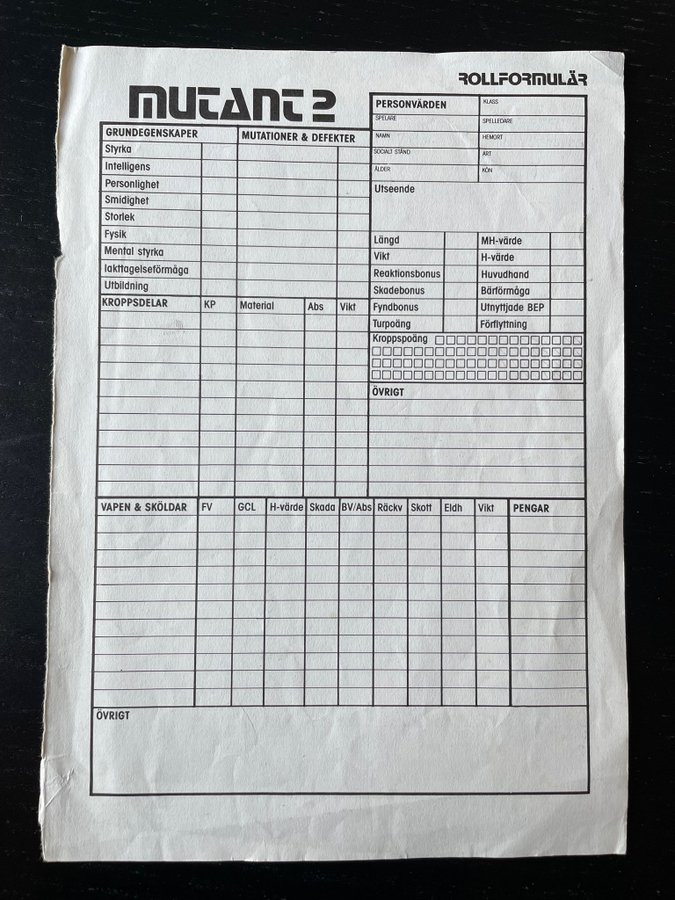 ROLLFORMULÄR
MUTANT 2
GRUNDEGENSKAPER
Styrka
Intelligens
Personlighet
Smidighet
Storlek
Fysik
Mental styrka
Iakttagelseförmåga
Utbildning
MUTATIONER & DEFEKTER
PERSONVÄRDEN KLASS
SPELARE SPELLEDARE
NAMN HEMORT
SOCIALT STÅND ART
ÅLDER KÖN
Utseende
Längd MH-värde
Vikt H-värde
Reaktionsbonus Huvudhand
Skadebonus Bärförmåga
Fyndbonus Utnyttjade BEP
Turpoäng Förflyttning
Kroppspoäng
KROPPSDELAR KP Material Abs Vikt
ÖVRIGT
VAPEN & SKÖLDAR FV GCL H-värde Skada BV/Abs Räckv Skott Eldh Vikt PENGAR
ÖVRIGT